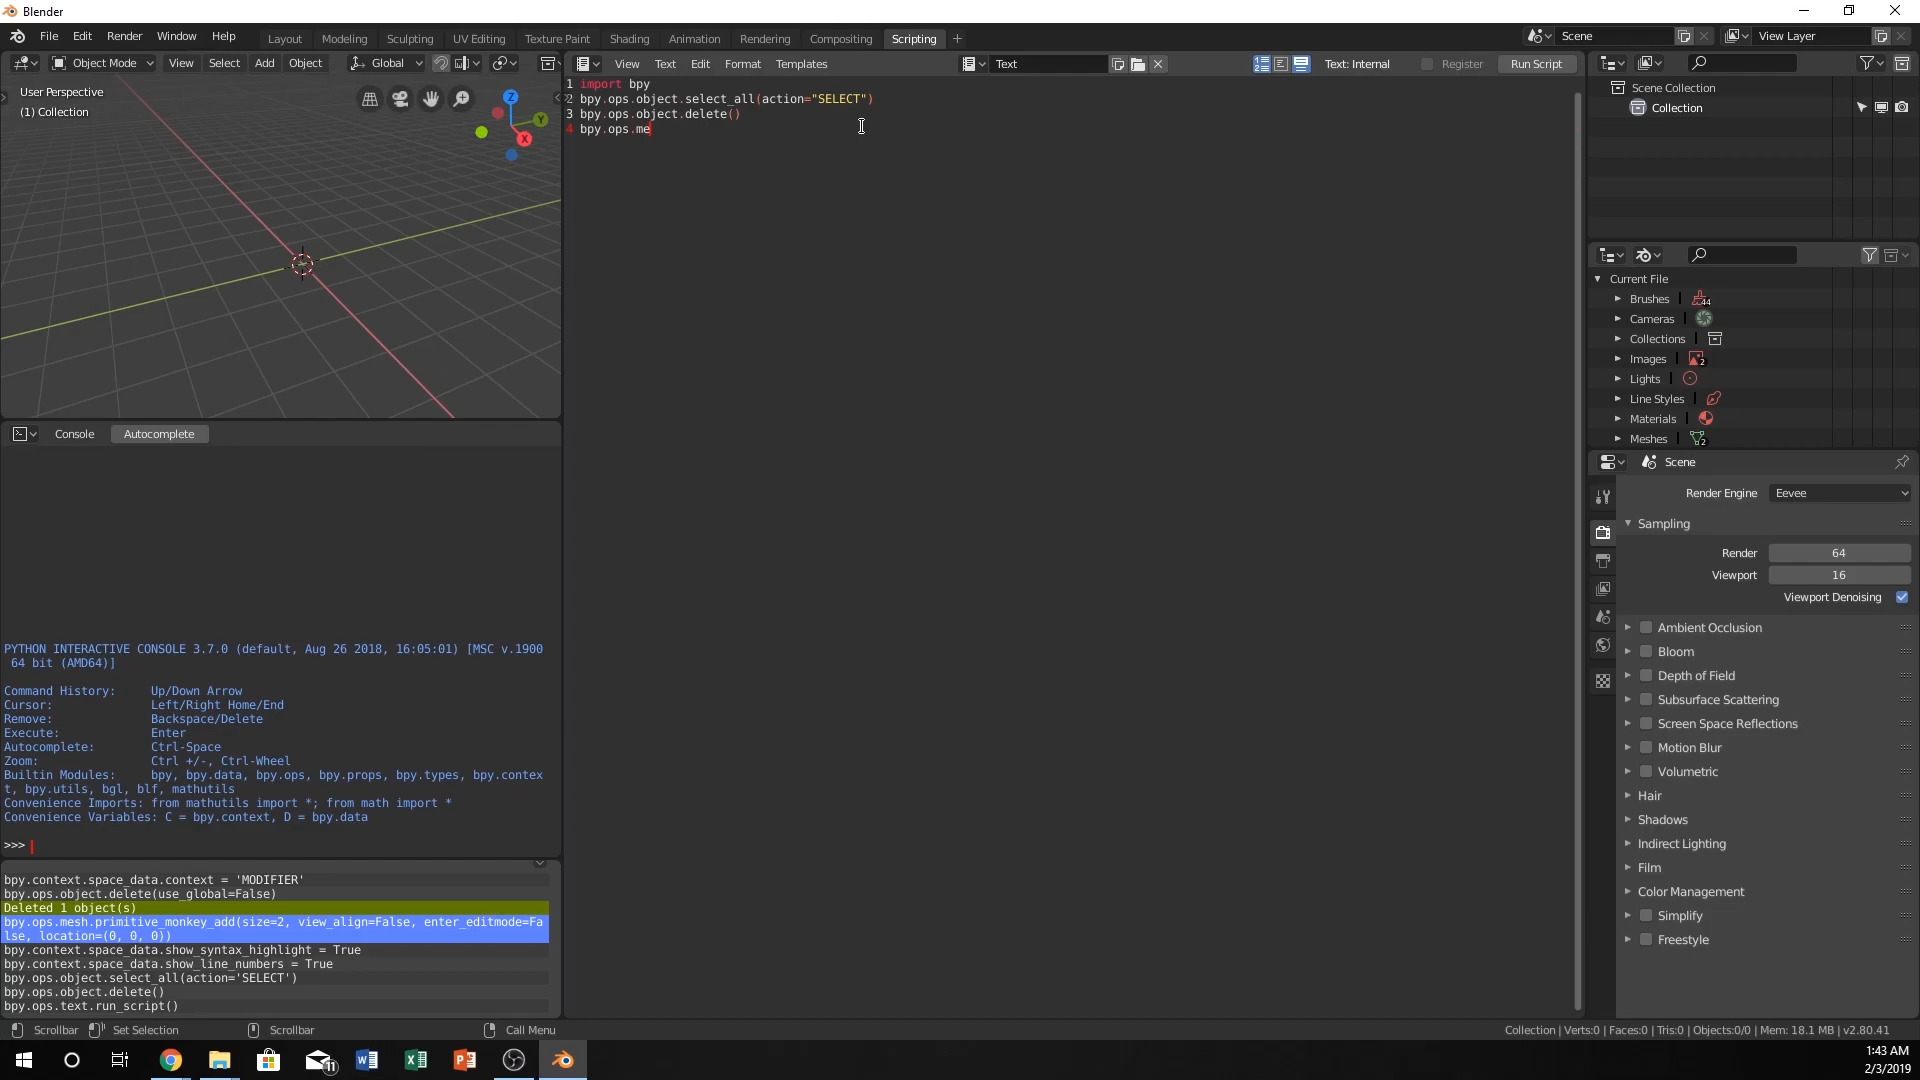 Blender
File Edit Render Window Help Layout Modeling Sculpting UV Editing Texture Paint Shading Animation Rendering Compositing Scripting + Scene View Layer
Object Mode View Select Add Object Global
View Text Edit Format Templates Text Text: Internal Register Run Script
User Perspective
(1) Collection
Z
Y
X
1 import bpy
2 bpy.ops.object.select_all(action="SELECT")
3 bpy.ops.object.delete()
4 bpy.ops.me
Scene Collection
Collection
Current File
Brushes 44
Cameras
Collections
Images 2
Lights
Line Styles
Materials
Meshes 2
Console Autocomplete
PYTHON INTERACTIVE CONSOLE 3.7.0 (default, Aug 26 2018, 16:05:01) [MSC v.1900
64 bit (AMD64)]
Command History: Up/Down Arrow
Cursor: Left/Right Home/End
Remove: Backspace/Delete
Execute: Enter
Autocomplete: Ctrl-Space
Zoom: Ctrl +/-, Ctrl-Wheel
Builtin Modules: bpy, bpy.data, bpy.ops, bpy.props, bpy.types, bpy.contex
t, bpy.utils, bgl, blf, mathutils
Convenience Imports: from mathutils import *; from math import *
Convenience Variables: C = bpy.context, D = bpy.data
>>>
bpy.context.space_data.context = 'MODIFIER'
bpy.ops.object.delete(use_global=False)
Deleted 1 object(s)
bpy.ops.mesh.primitive_monkey_add(size=2, view_align=False, enter_editmode=Fa
lse, location=(0, 0, 0))
bpy.context.space_data.show_syntax_highlight = True
bpy.context.space_data.show_line_numbers = True
bpy.ops.object.select_all(action='SELECT')
bpy.ops.object.delete()
bpy.ops.text.run_script()
Scene
Render Engine Eevee
Sampling
Render 64
Viewport 16
Viewport Denoising
Ambient Occlusion
Bloom
Depth of Field
Subsurface Scattering
Screen Space Reflections
Motion Blur
Volumetric
Hair
Shadows
Indirect Lighting
Film
Color Management
Simplify
Freestyle
Scrollbar Set Selection Scrollbar Call Menu
Collection | Verts:0 | Faces:0 | Tris:0 | Objects:0/0 | Mem: 18.1 MB | v2.80.41
11
1:43 AM
2/3/2019